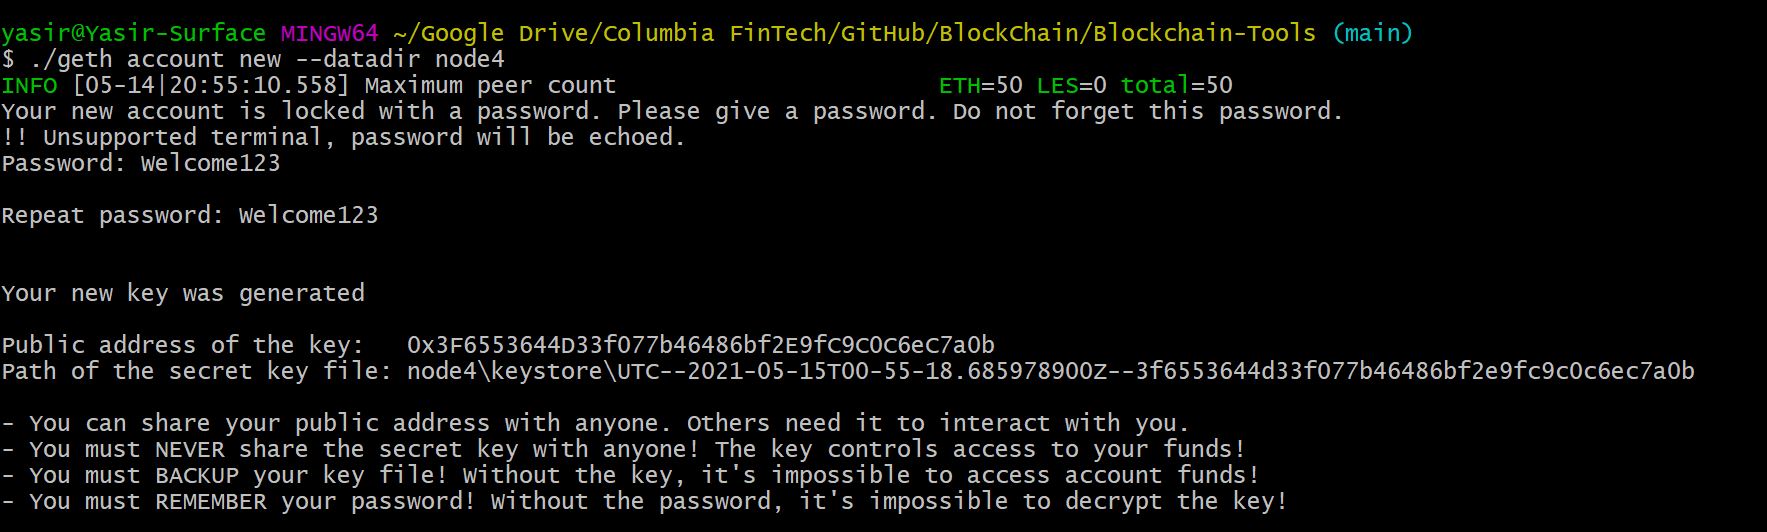 yasir@Yasir-Surface MINGW64 ~/Google Drive/Columbia FinTech/GitHub/BlockChain/Blockchain-Tools (main)
$ ./geth account new --datadir node4
INFO [05-14|20:55:10.558] Maximum peer count ETH=50 LES=0 total=50
Your new account is locked with a password. Please give a password. Do not forget this password.
!! Unsupported terminal, password will be echoed.
Password: Welcome123
Repeat password: Welcome123
Your new key was generated
Public address of the key: 0x3F6553644D33f077b46486bf2E9fC9C0C6eC7a0b
Path of the secret key file: node4\keystore\UTC--2021-05-15T00-55-18.685978900Z--3f6553644d33f077b46486bf2e9fc9c0c6ec7a0b
- You can share your public address with anyone. Others need it to interact with you.
- You must NEVER share the secret key with anyone! The key controls access to your funds!
- You must BACKUP your key file! Without the key, it's impossible to access account funds!
- You must REMEMBER your password! Without the password, it's impossible to decrypt the key!